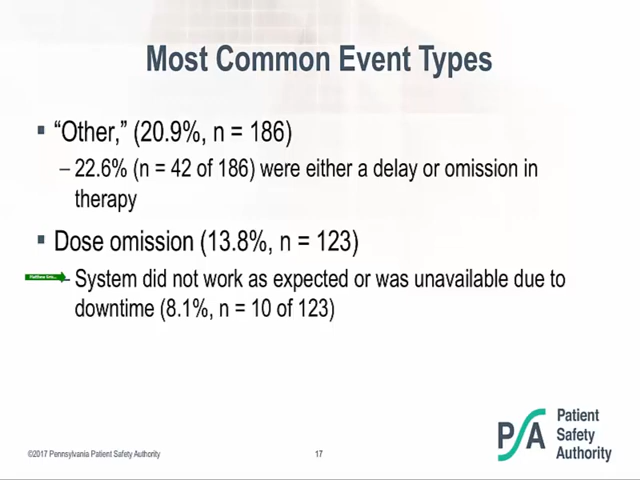 Most Common Event Types
▪ “Other,” (20.9%, n = 186)
– 22.6% (n = 42 of 186) were either a delay or omission in
therapy
▪ Dose omission (13.8%, n = 123)
– System did not work as expected or was unavailable due to
downtime (8.1%, n = 10 of 123)
©2017 Pennsylvania Patient Safety Authority
17
PSA
Patient
Safety
Authority